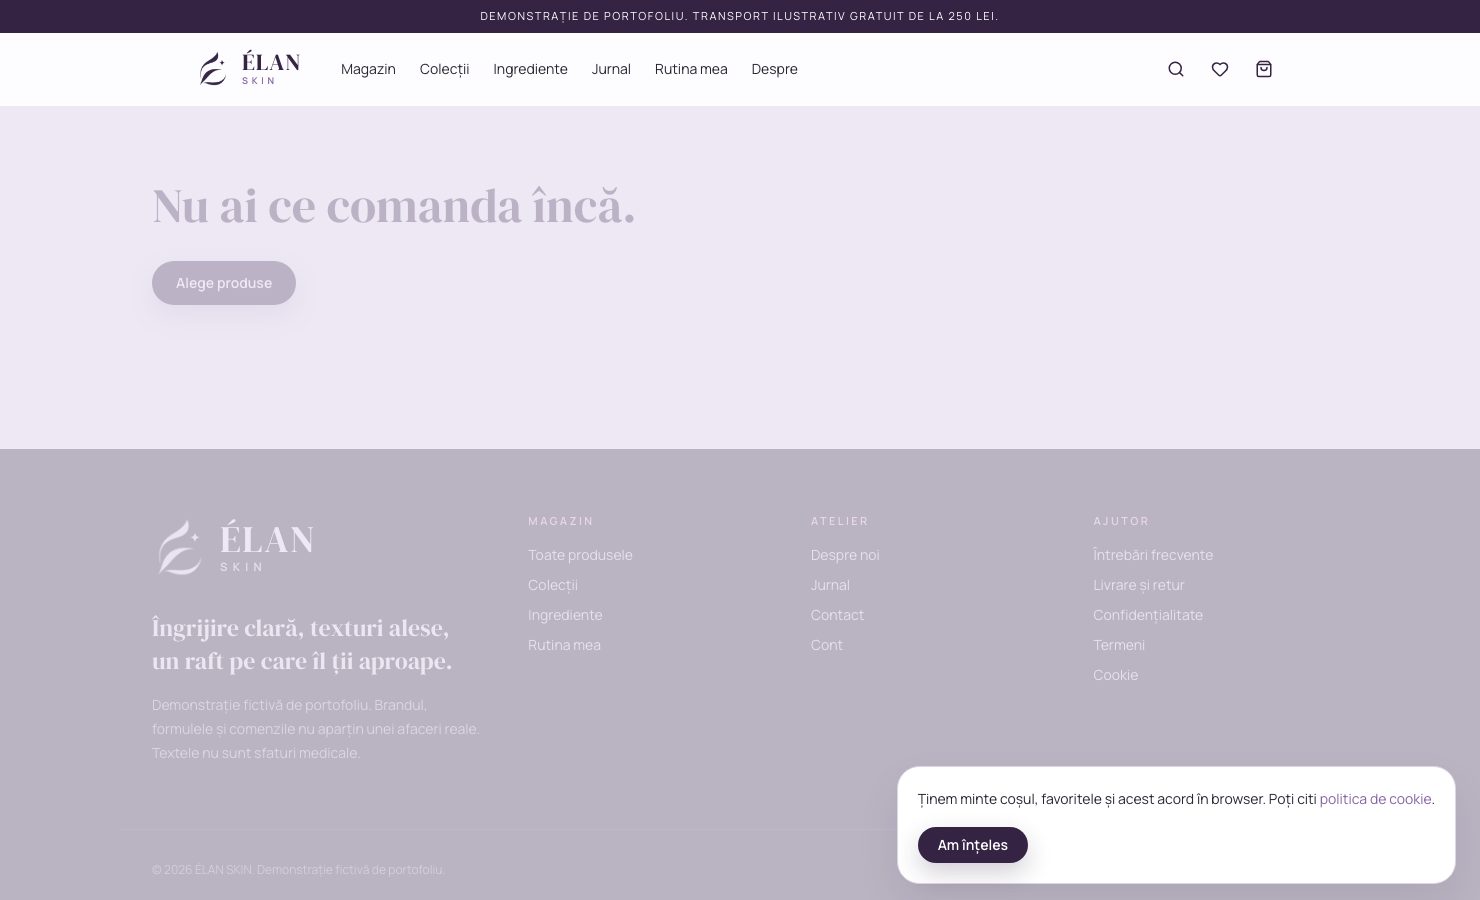 DEMONSTRAȚIE DE PORTOFOLIU. TRANSPORT ILUSTRATIV GRATUIT DE LA 250 LEI.
ÉLAN
SKIN
Magazin Colecții Ingrediente Jurnal Rutina mea Despre
Nu ai ce comanda încă.
Alege produse
ÉLAN
SKIN
Îngrijire clară, texturi alese,
un raft pe care îl ții aproape.
Demonstrație fictivă de portofoliu. Brandul,
formulele și comenzile nu aparțin unei afaceri reale.
Textele nu sunt sfaturi medicale.
MAGAZIN
Toate produsele
Colecții
Ingrediente
Rutina mea
ATELIER
Despre noi
Jurnal
Contact
Cont
AJUTOR
Întrebări frecvente
Livrare și retur
Confidențialitate
Termeni
Cookie
© 2026 ÉLAN SKIN. Demonstrație fictivă de portofoliu.
Ținem minte coșul, favoritele și acest acord în browser. Poți citi politica de cookie.
Am înțeles